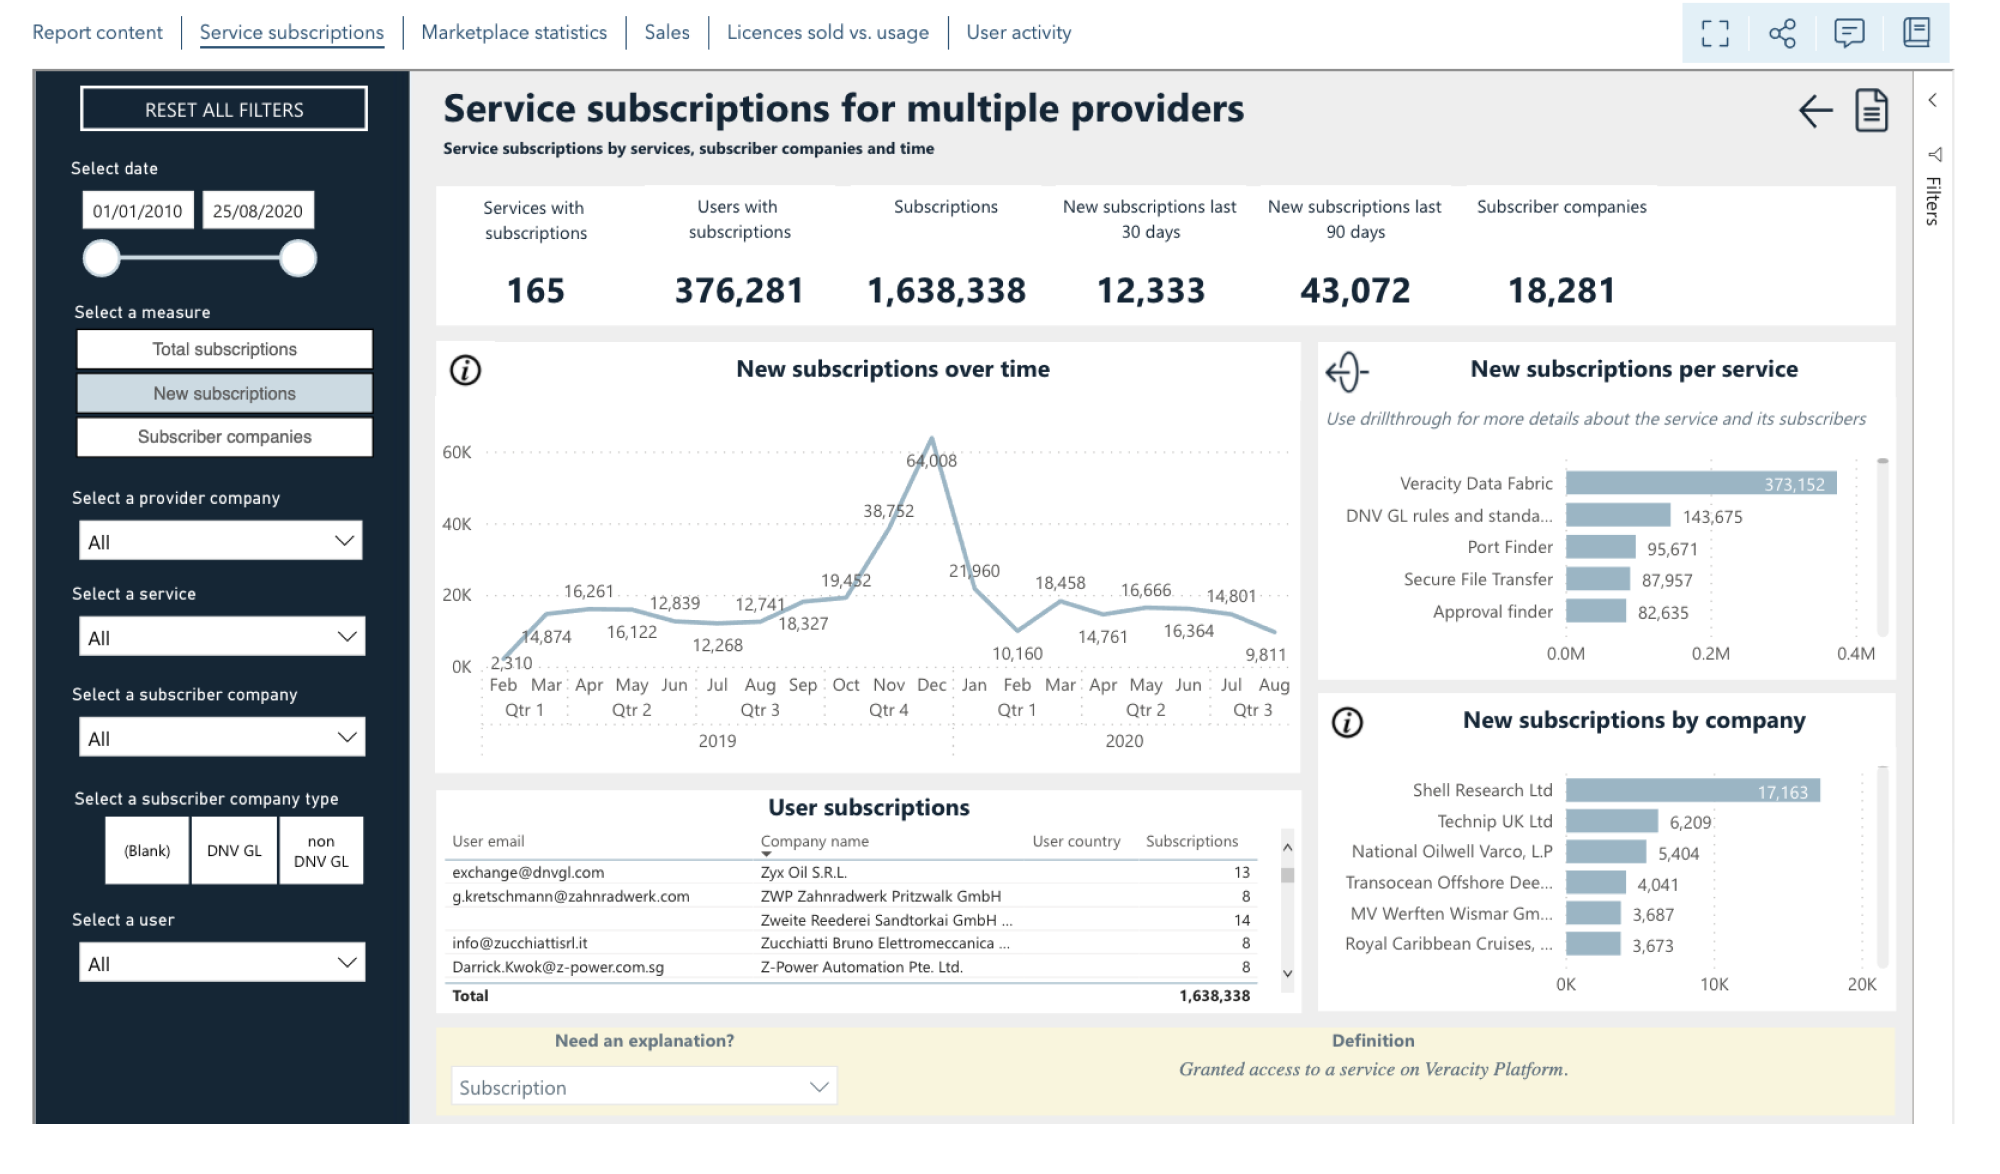 Report content
Service subscriptions
Marketplace statistics
Sales
Licences sold vs. usage
User activity
RESET ALL FILTERS
Select date
01/01/2010
25/08/2020
Select a measure
Total subscriptions
New subscriptions
Subscriber companies
Select a provider company
All
Select a service
All
Select a subscriber company
All
Select a subscriber company type
(Blank)
DNV GL
non
DNV GL
Select a user
All
Service subscriptions for multiple providers
Service subscriptions by services, subscriber companies and time
Services with
subscriptions
165
Users with
subscriptions
376,281
Subscriptions
1,638,338
New subscriptions last
30 days
12,333
New subscriptions last
90 days
43,072
Subscriber companies
18,281
Filters
New subscriptions over time
60K
40K
20K
0K
2,310
14,874
16,261
16,122
12,839
12,268
12,741
18,327
19,452
38,752
64,008
21,960
10,160
18,458
14,761
16,666
16,364
14,801
9,811
Feb Mar Apr May Jun Jul Aug Sep Oct Nov Dec Jan Feb Mar Apr May Jun Jul Aug
Qtr 1 Qtr 2 Qtr 3 Qtr 4 Qtr 1 Qtr 2 Qtr 3
2019 2020
New subscriptions per service
Use drillthrough for more details about the service and its subscribers
Veracity Data Fabric 373,152
DNV GL rules and standa... 143,675
Port Finder 95,671
Secure File Transfer 87,957
Approval finder 82,635
0.0M 0.2M 0.4M
New subscriptions by company
Shell Research Ltd 17,163
Technip UK Ltd 6,209
National Oilwell Varco, L.P 5,404
Transocean Offshore Dee... 4,041
MV Werften Wismar Gm... 3,687
Royal Caribbean Cruises, ... 3,673
0K 10K 20K
User subscriptions
User email Company name User country Subscriptions
exchange@dnvgl.com Zyx Oil S.R.L. 13
g.kretschmann@zahnradwerk.com ZWP Zahnradwerk Pritzwalk GmbH 8
Zweite Reederei Sandtorkai GmbH ... 14
info@zucchiattisrl.it Zucchiatti Bruno Elettromeccanica ... 8
Darrick.Kwok@z-power.com.sg Z-Power Automation Pte. Ltd. 8
Total 1,638,338
Need an explanation?
Subscription
Definition
Granted access to a service on Veracity Platform.